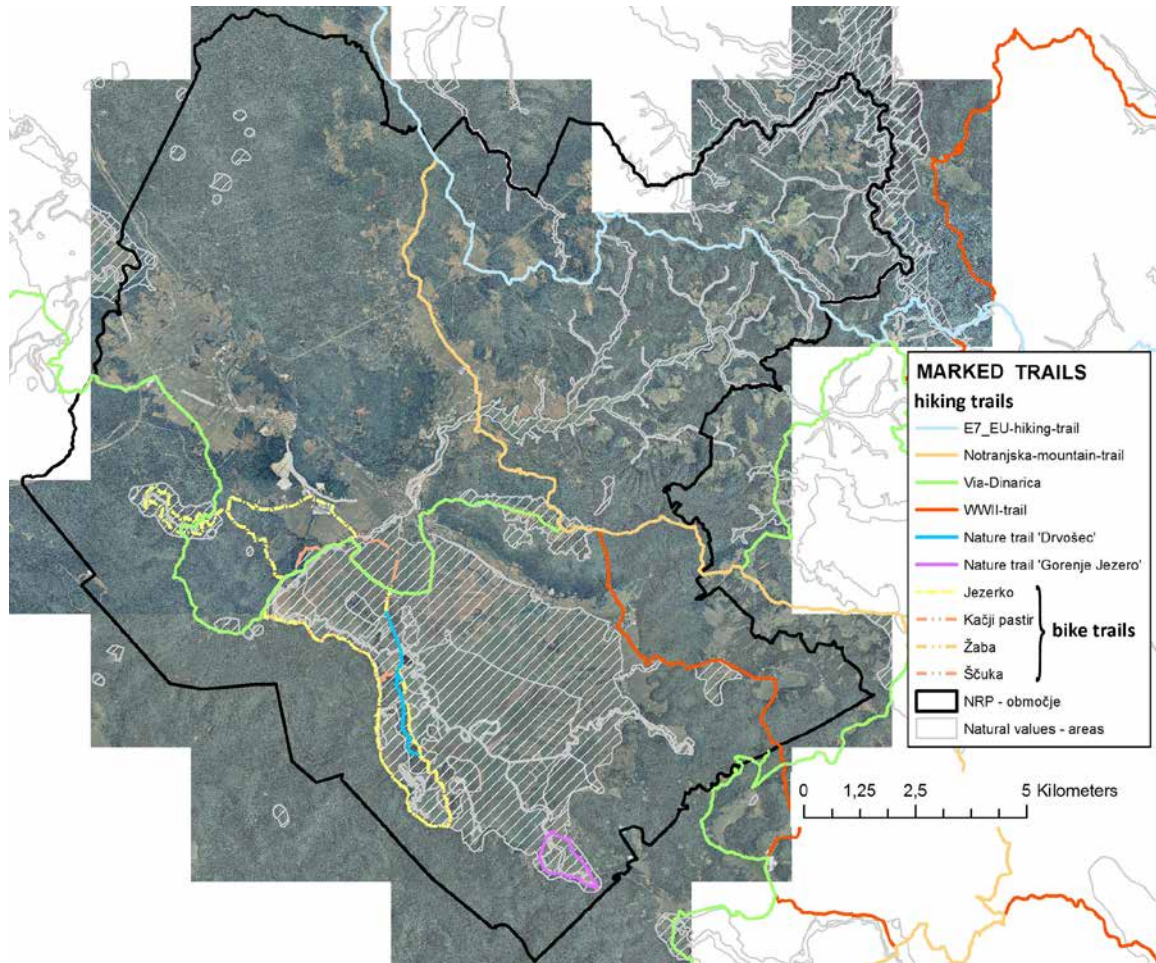 MARKED TRAILS
hiking trails
E7_EU-hiking-trail
Notranjska-mountain-trail
Via-Dinarica
WWII-trail
Nature trail 'Drvošec'
Nature trail 'Gorenje Jezero'
Jezerko
Kačji pastir
Žaba
Ščuka
bike trails
NRP - območje
Natural values - areas
0 1,25 2,5 5 Kilometers